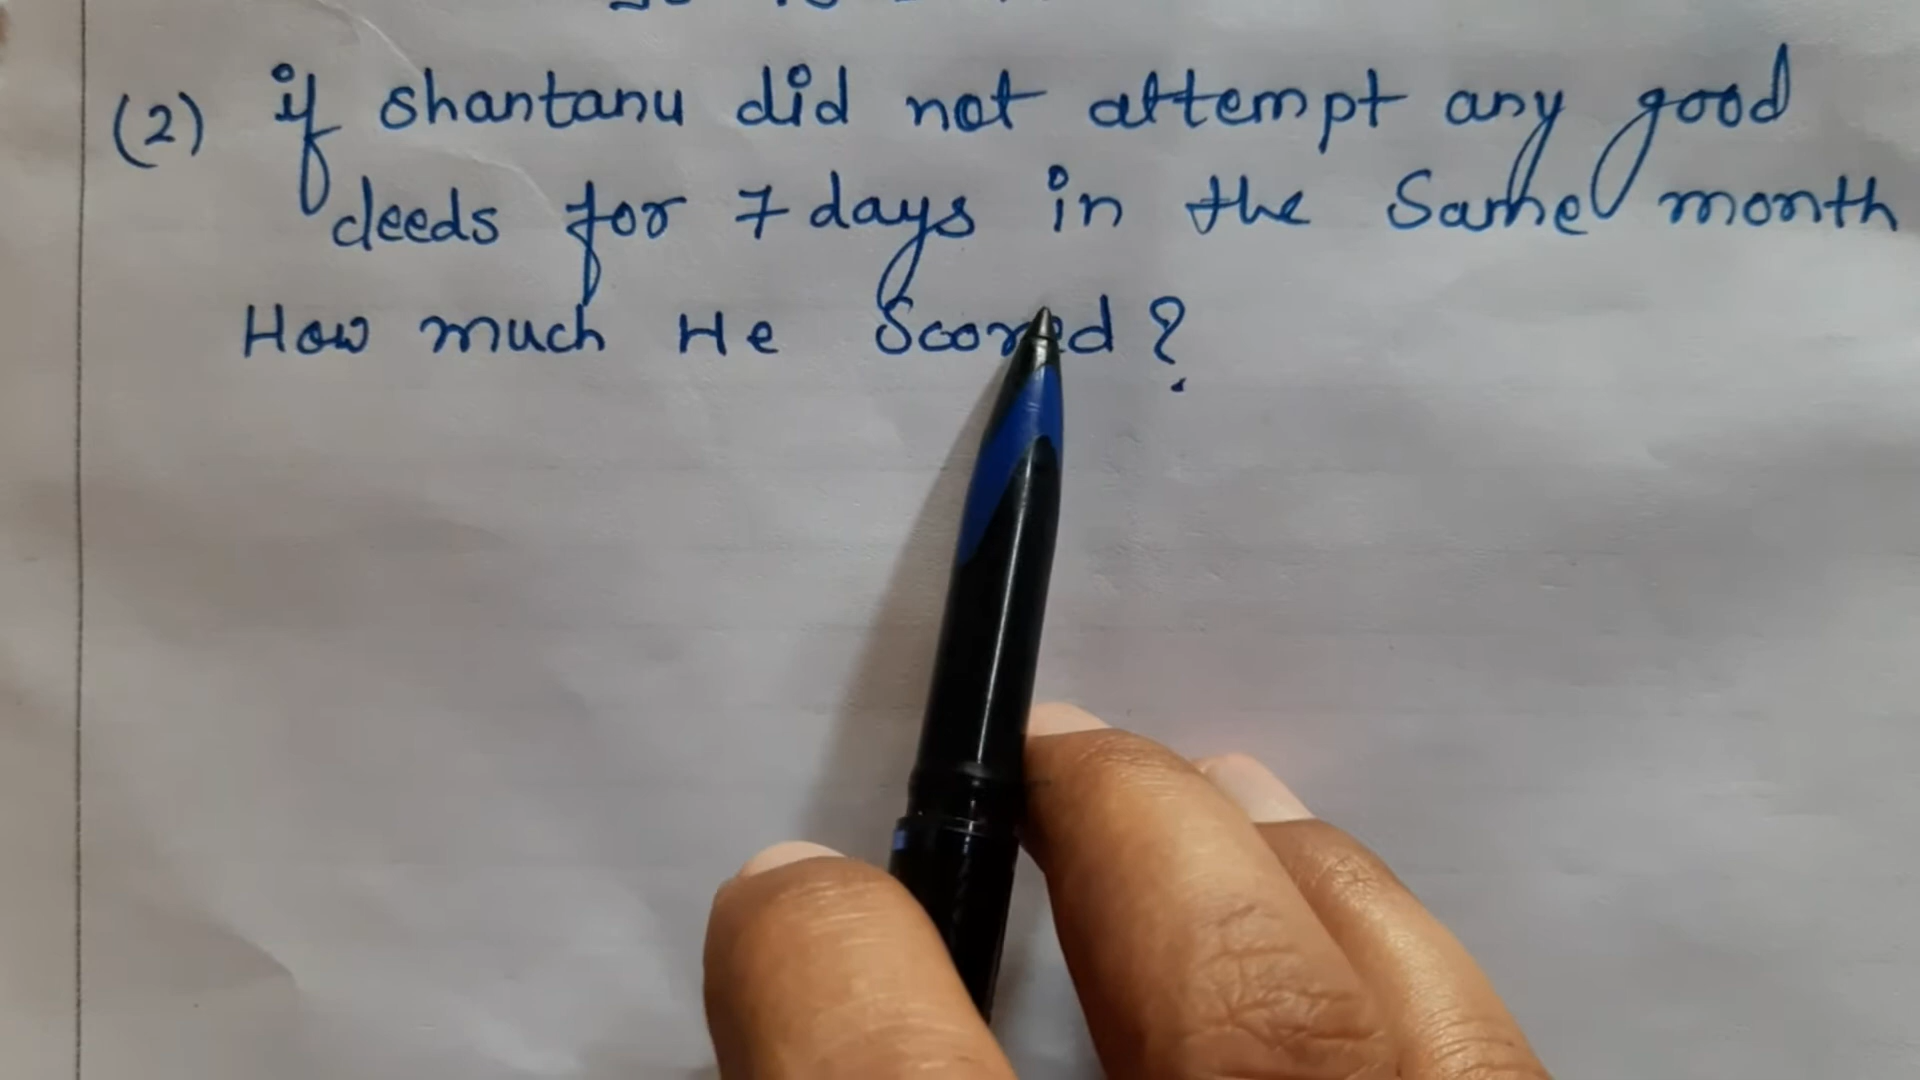 (2) if shantanu did not attempt any good
deeds for 7 days in the same month
How much He Scored?